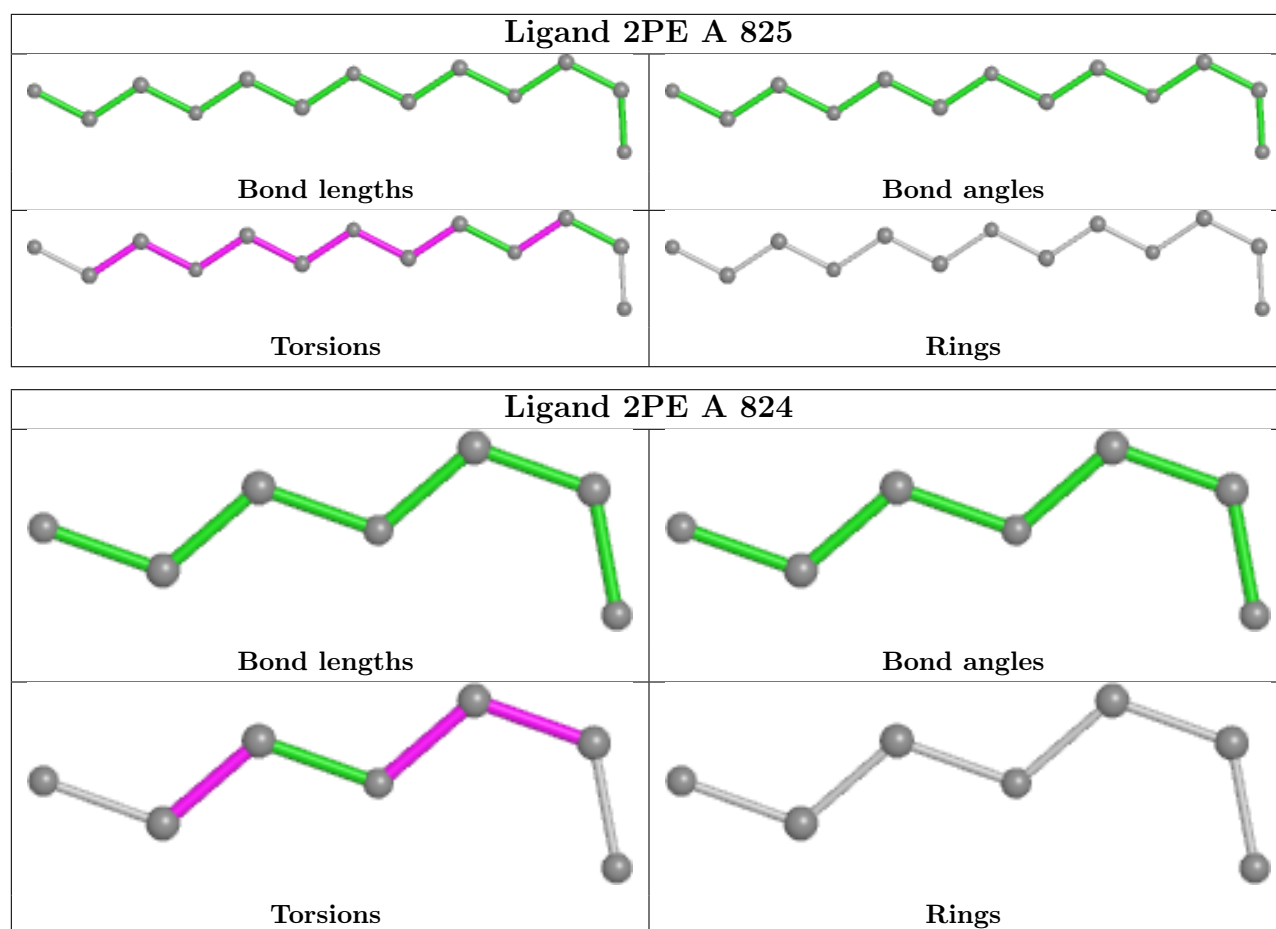 Ligand 2PE A 825
Bond lengths
Bond angles
Torsions
Rings
Ligand 2PE A 824
Bond lengths
Bond angles
Torsions
Rings